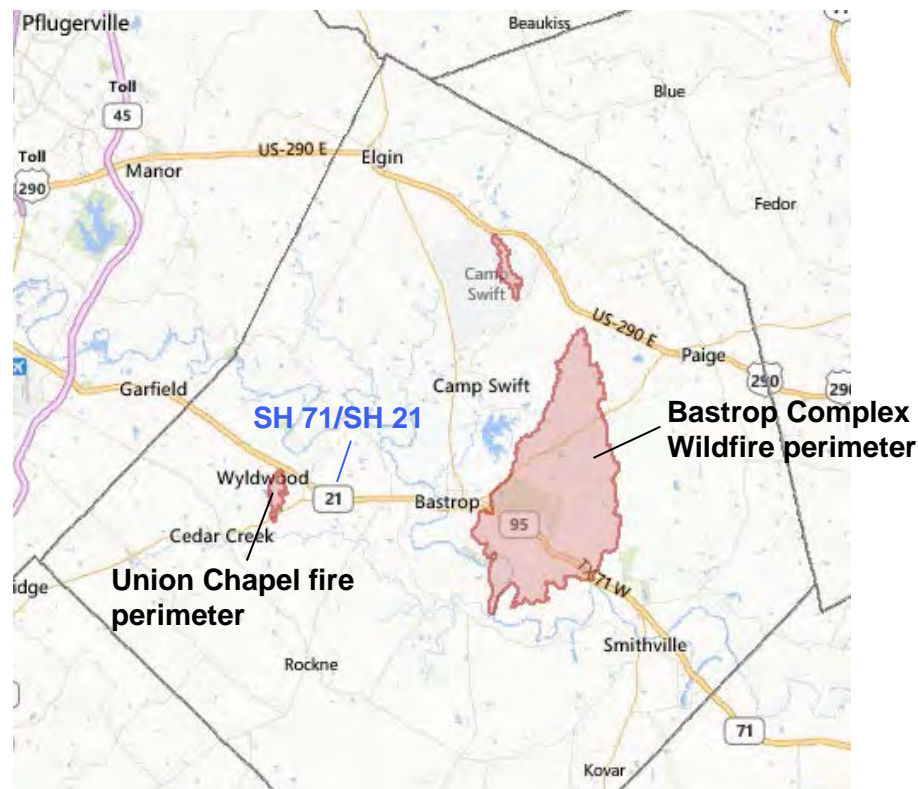 Pflugerville
Beaukiss
Toll
45
Blue
Toll
290
US-290 E
Elgin
Manor
Fedor
Camp
Swift
US-290 E
Paige
290
290
Garfield
Camp Swift
SH 71/SH 21
Bastrop Complex
Wildfire perimeter
Wyldwood
21
Bastrop
95
Cedar Creek
Union Chapel fire
perimeter
TX 71 W
idge
Smithville
Rockne
71
Kovar